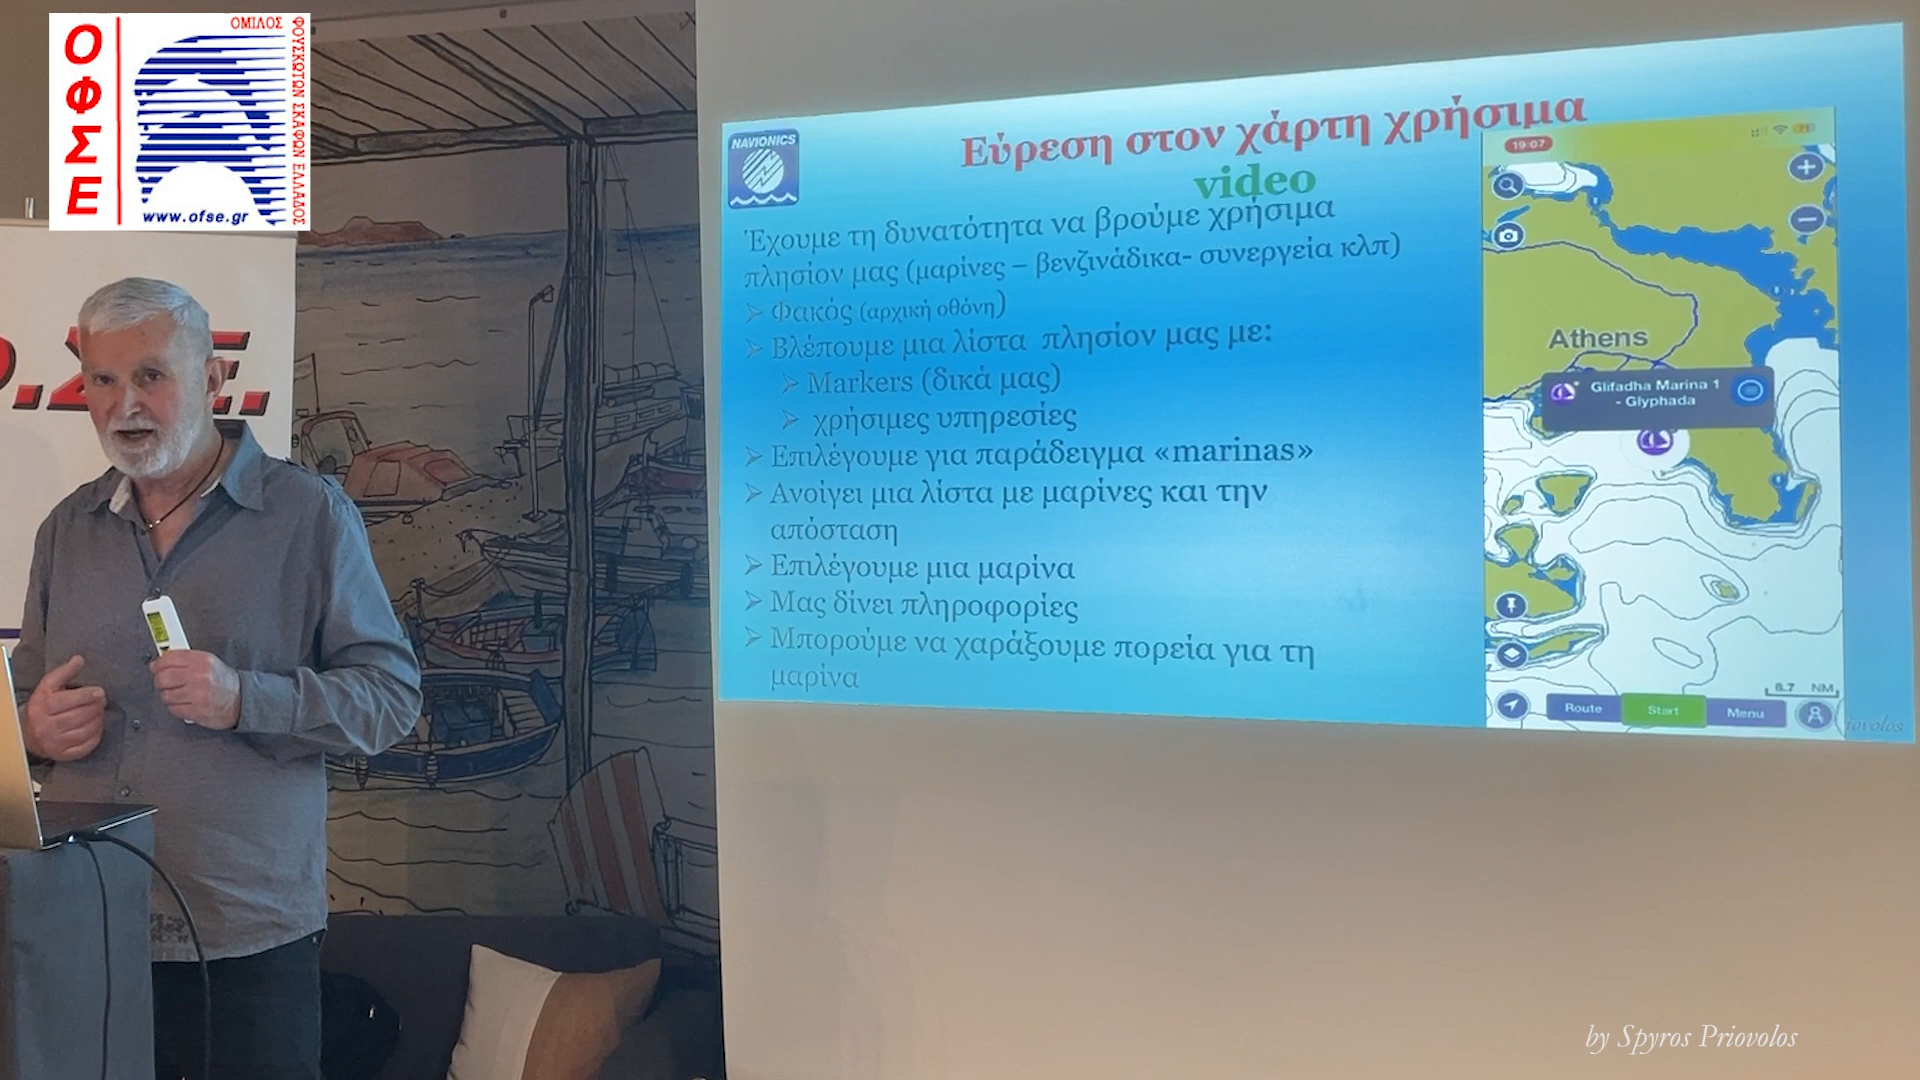 ΟΦΣΕ
ΟΜΙΛΟΣ
ΦΟΥΣΚΩΤΩΝ ΣΚΑΦΩΝ ΕΛΛΑΔΟΣ
www.ofse.gr
.Σ.Ε.
NAVIONICS
Εύρεση στον χάρτη χρήσιμα
video
Έχουμε τη δυνατότητα να βρούμε χρήσιμα
πλησίον μας (μαρίνες – βενζινάδικα- συνεργεία κλπ)
➢ Φακός (αρχική οθόνη)
➢ Βλέπουμε μια λίστα πλησίον μας με:
➢ Markers (δικά μας)
➢ χρήσιμες υπηρεσίες
➢ Επιλέγουμε για παράδειγμα «marinas»
➢ Ανοίγει μια λίστα με μαρίνες και την
απόσταση
➢ Επιλέγουμε μια μαρίνα
➢ Μας δίνει πληροφορίες
➢ Μπορούμε να χαράξουμε πορεία για τη
μαρίνα
19:07
71
Athens
Glifadha Marina 1
- Glyphada
NM
Route
Start
Menu
iovolos
by Spyros Priovolos